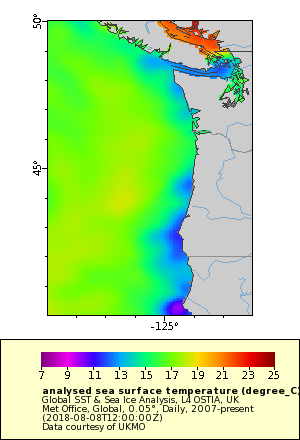 50°
45°
-125°
7 9 11 13 15 17 19 21 23 25
analysed sea surface temperature (degree_C)
Global SST & Sea Ice Analysis, L4 OSTIA, UK
Met Office, Global, 0.05°, Daily, 2007-present
(2018-08-08T12:00:00Z)
Data courtesy of UKMO